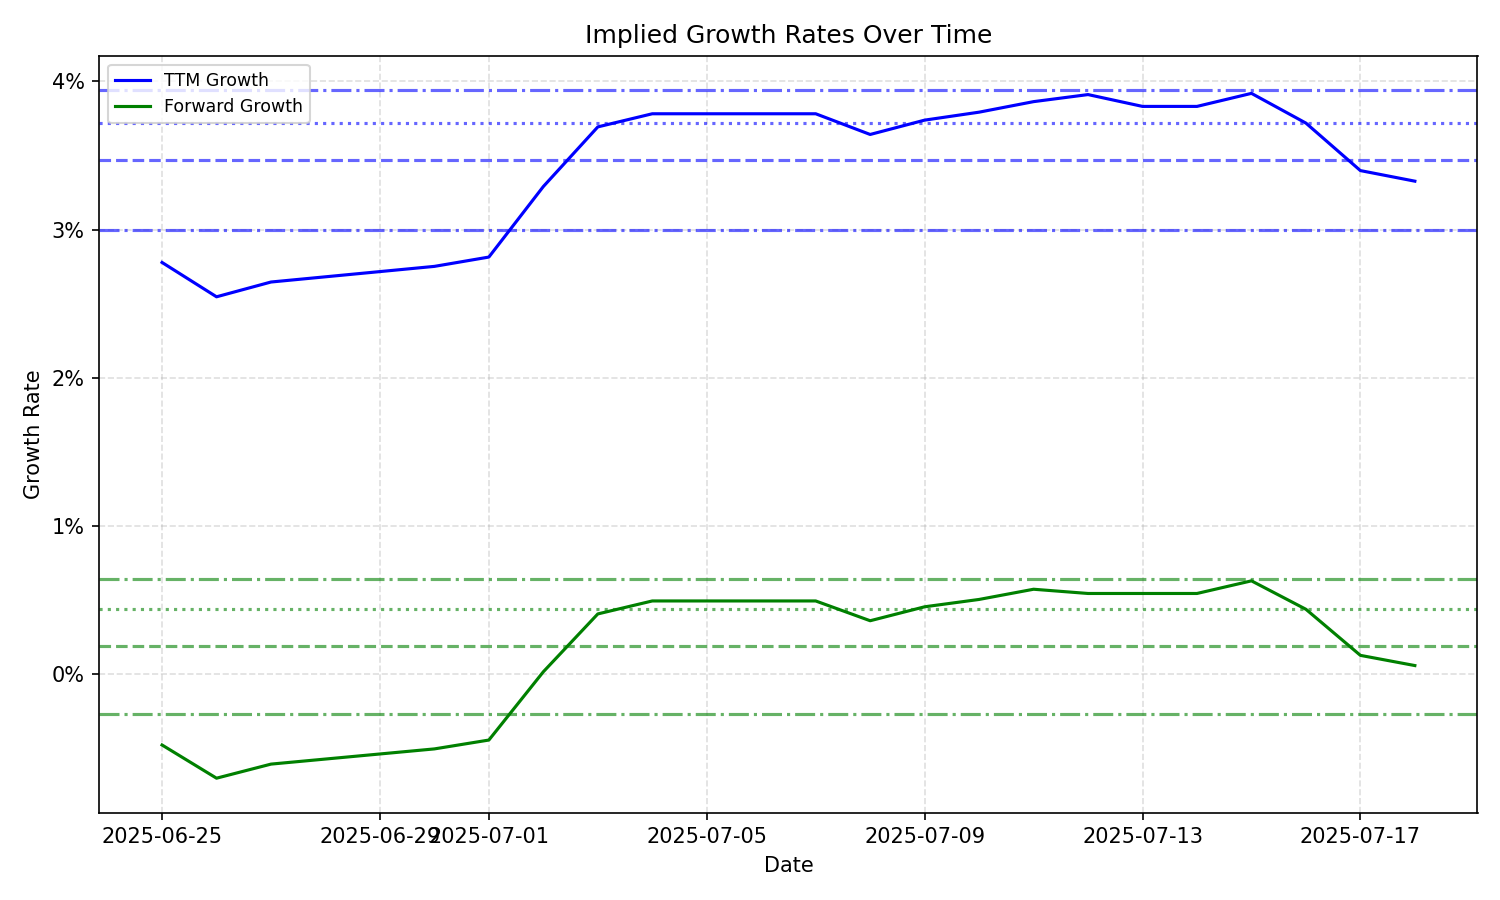 Implied Growth Rates Over Time
TTM Growth
Forward Growth
4%
3%
2%
1%
0%
Growth Rate
2025-06-25
2025-06-29
2025-07-01
2025-07-05
2025-07-09
2025-07-13
2025-07-17
Date